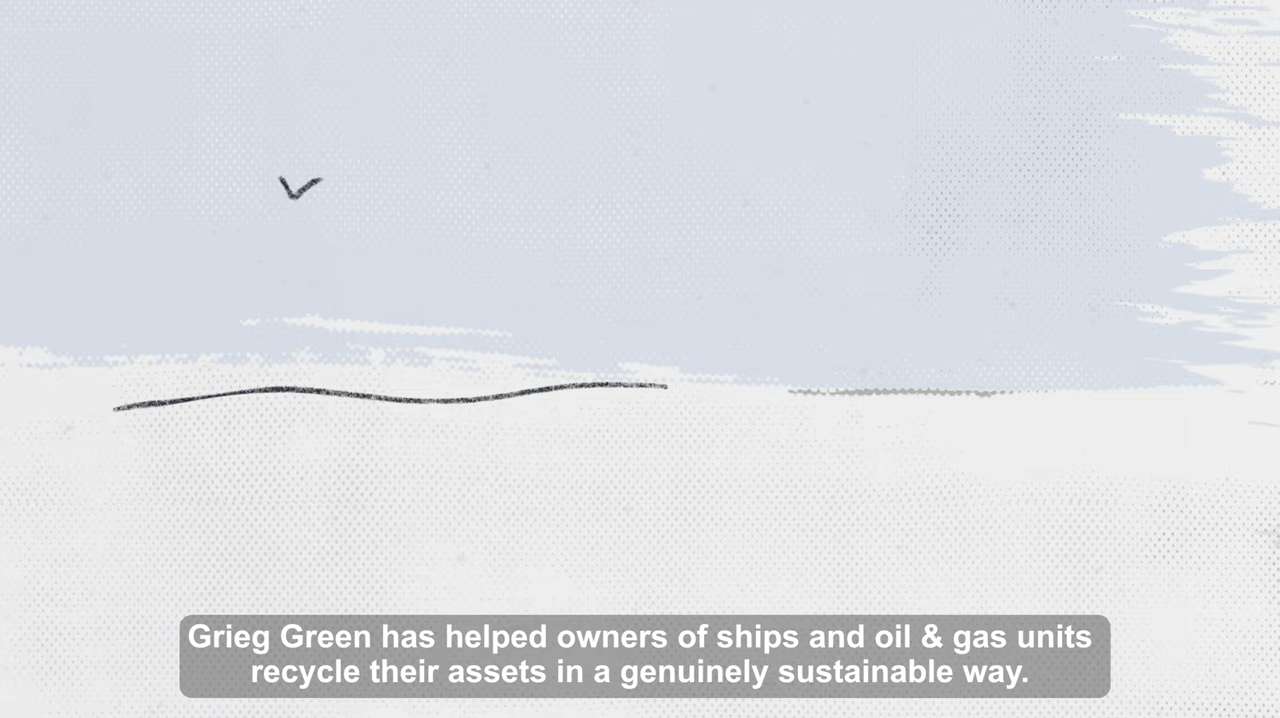 Grieg Green has helped owners of ships and oil & gas units
recycle their assets in a genuinely sustainable way.